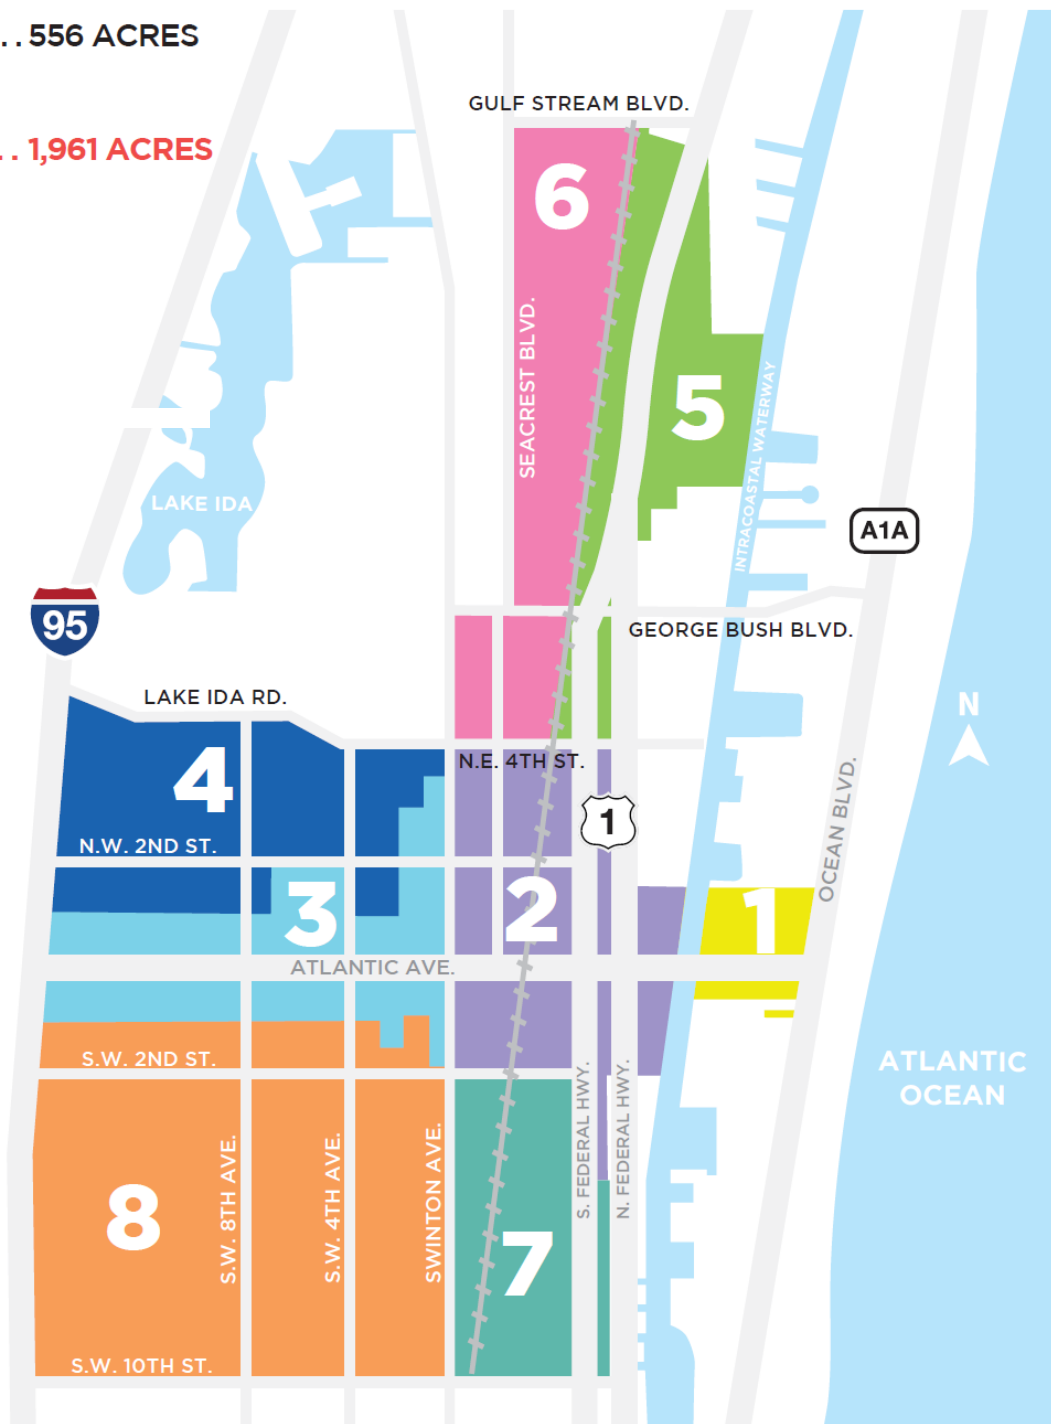 .. 556 ACRES
GULF STREAM BLVD.
.. 1,961 ACRES
6
SEACREST BLVD.
5
INTRACOASTAL WATERWAY
LAKE IDA
A1A
95
GEORGE BUSH BLVD.
LAKE IDA RD.
N
4
N.E. 4TH ST.
1
OCEAN BLVD.
N.W. 2ND ST.
3
2
1
ATLANTIC AVE.
S.W. 2ND ST.
ATLANTIC
OCEAN
S. FEDERAL HWY.
N. FEDERAL HWY.
8
S.W. 8TH AVE.
S.W. 4TH AVE.
SWINTON AVE.
7
S.W. 10TH ST.